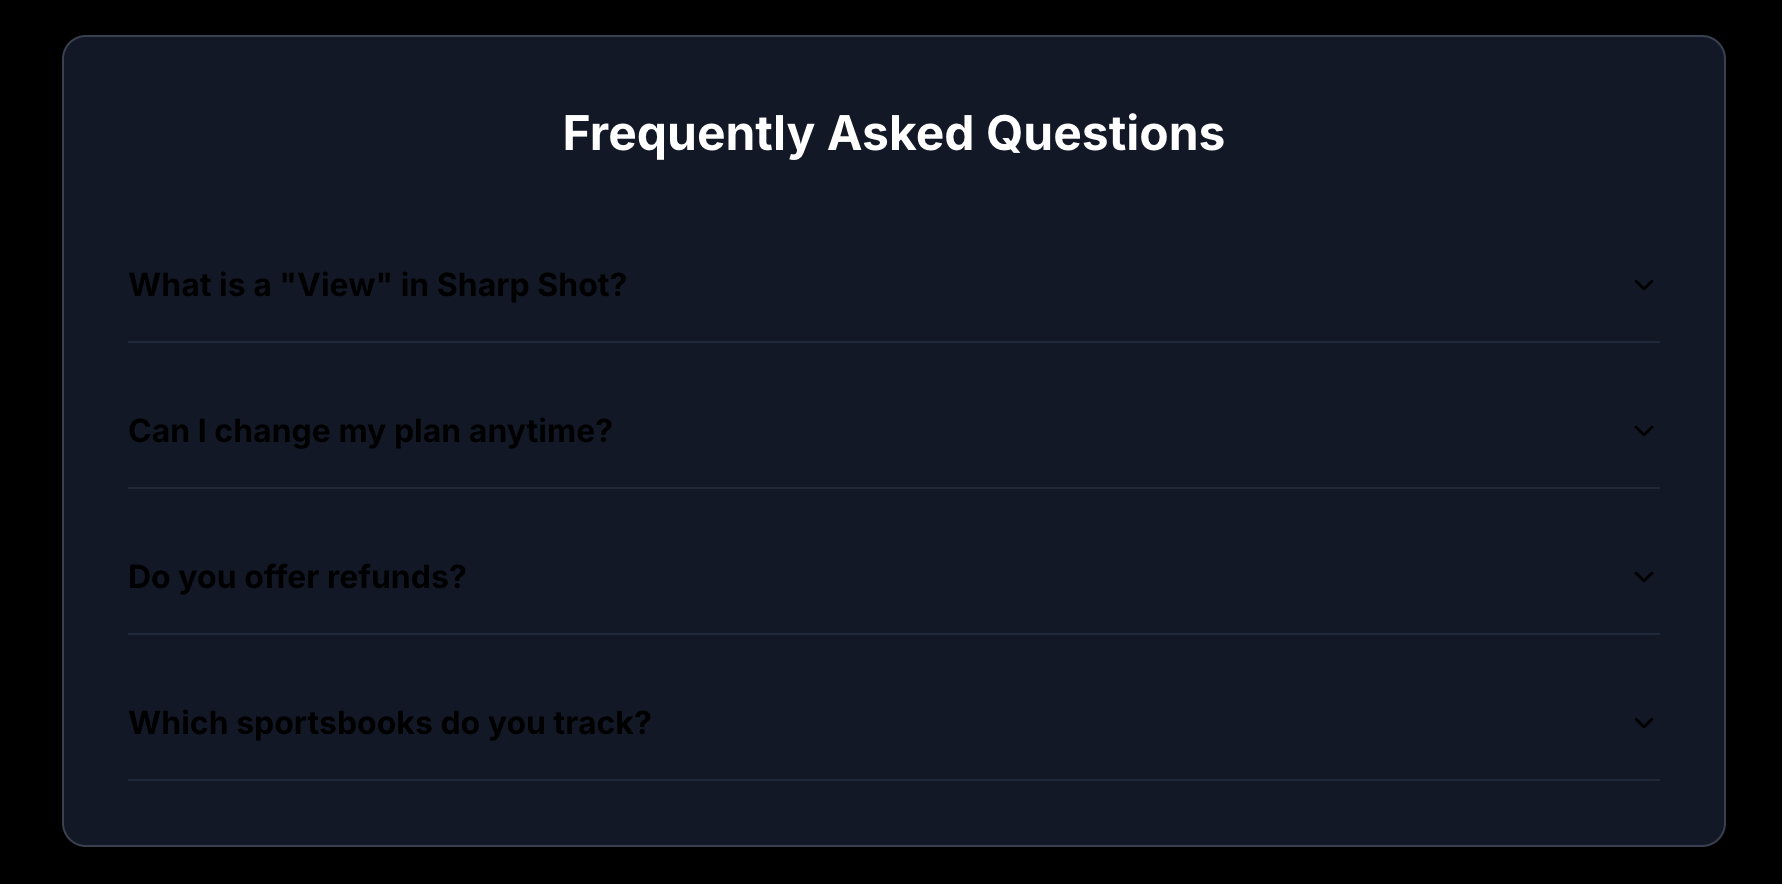 Frequently Asked Questions
What is a "View" in Sharp Shot?
Can I change my plan anytime?
Do you offer refunds?
Which sportsbooks do you track?